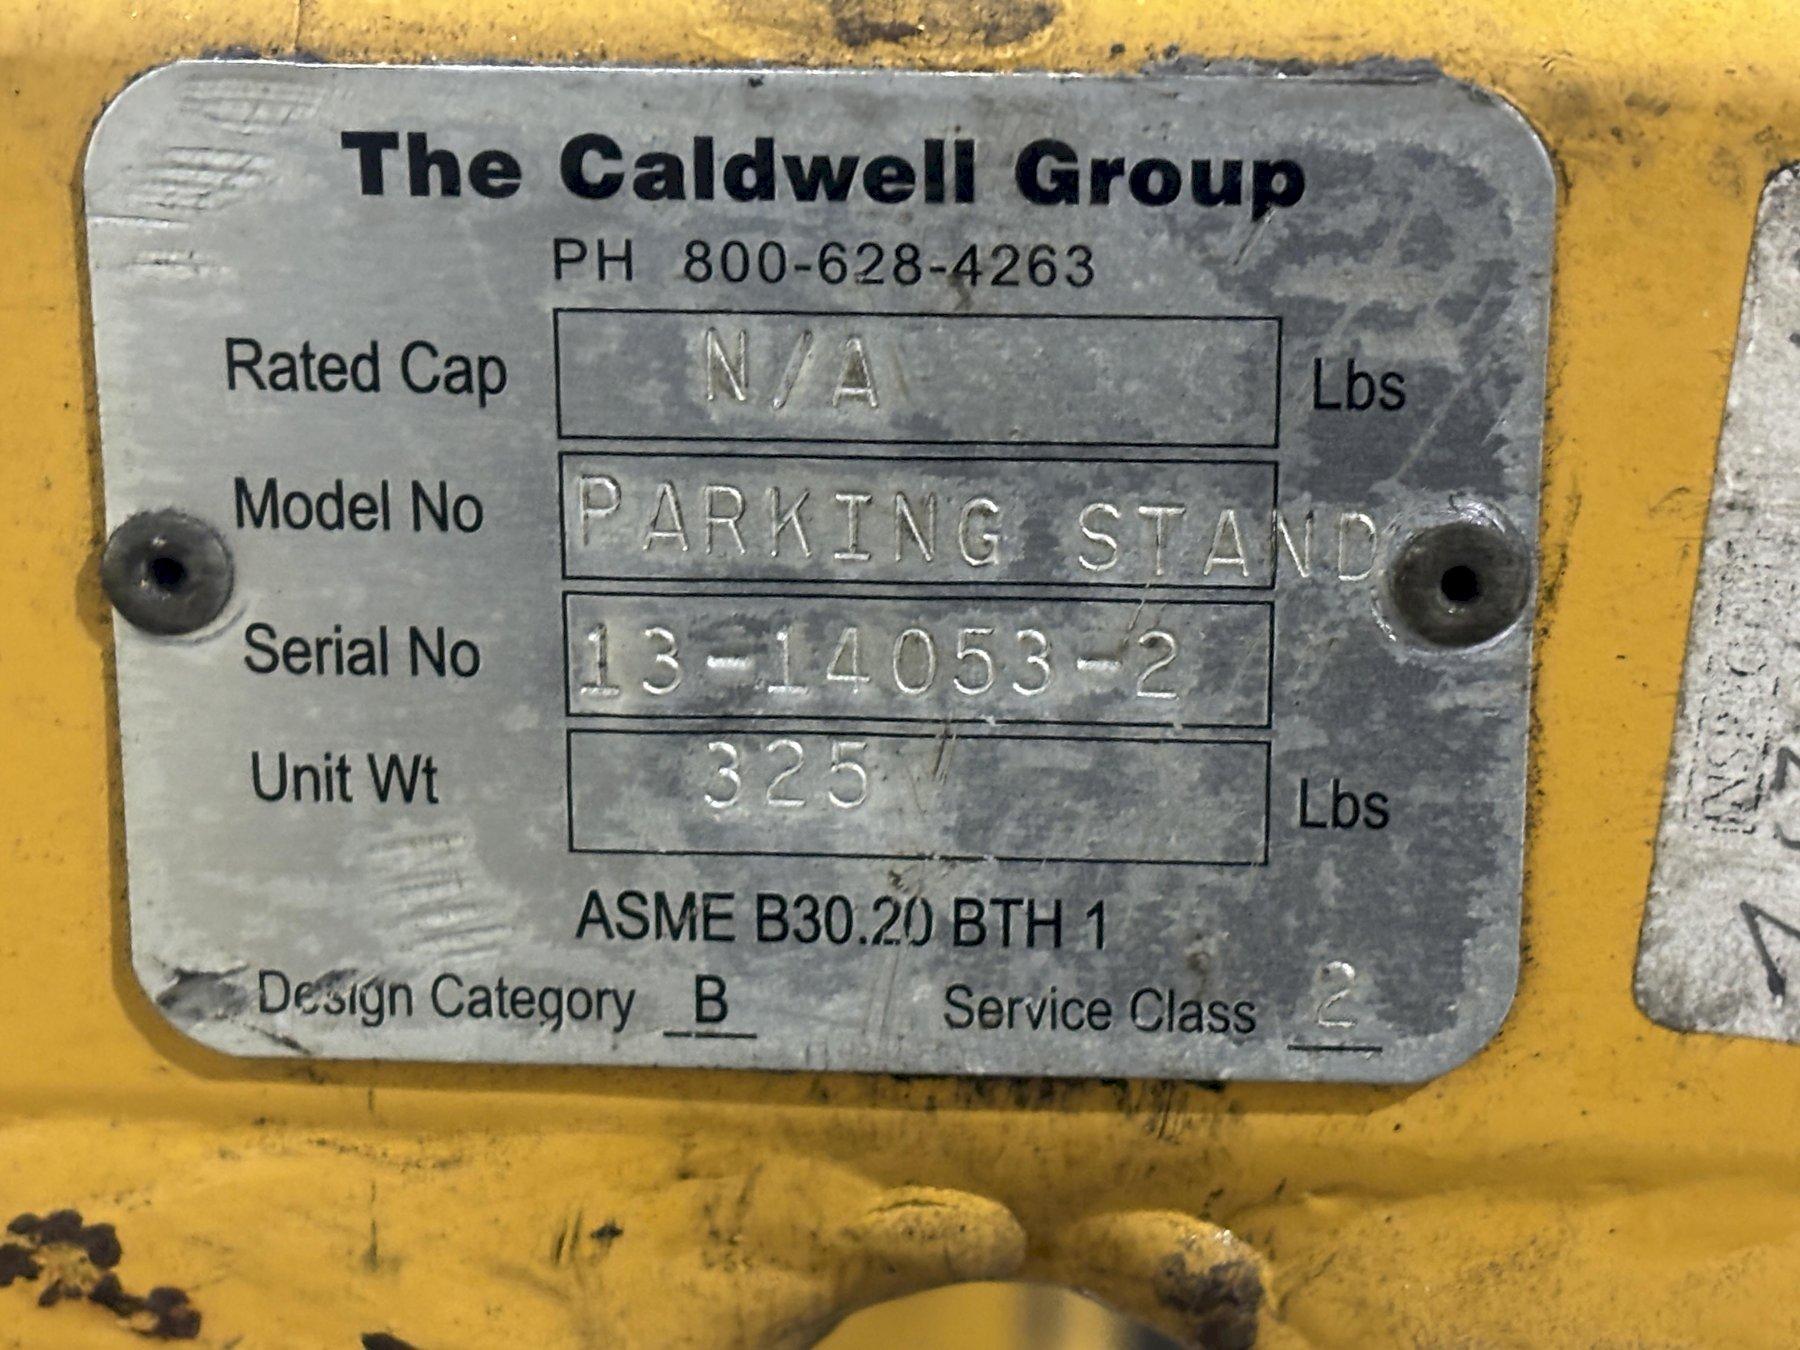 The Caldwell Group
PH 800-628-4263
Rated Cap N/A Lbs
Model No PARKING STAND
Serial No 13-14053-2
Unit Wt 325 Lbs
ASME B30.20 BTH 1
Design Category B Service Class 2